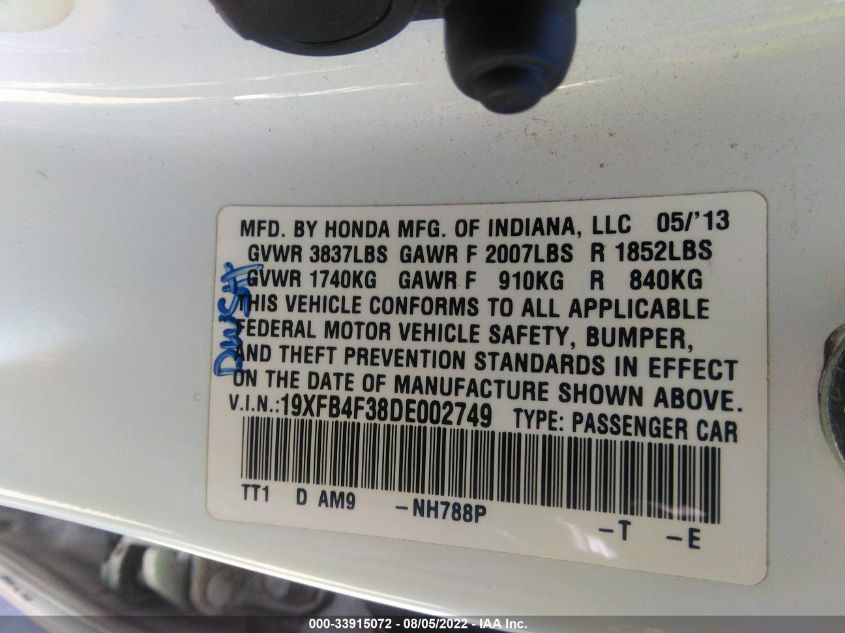 MFD. BY HONDA MFG. OF INDIANA, LLC 05/'13
GVWR 3837LBS GAWR F 2007LBS R 1852LBS
GVWR 1740KG GAWR F 910KG R 840KG
THIS VEHICLE CONFORMS TO ALL APPLICABLE
FEDERAL MOTOR VEHICLE SAFETY, BUMPER,
AND THEFT PREVENTION STANDARDS IN EFFECT
ON THE DATE OF MANUFACTURE SHOWN ABOVE.
V.I.N.:19XFB4F38DE002749 TYPE: PASSENGER CAR
TT1 D AM9 -NH788P -T -E
000-33915072 - 08/05/2022 - IAA Inc.